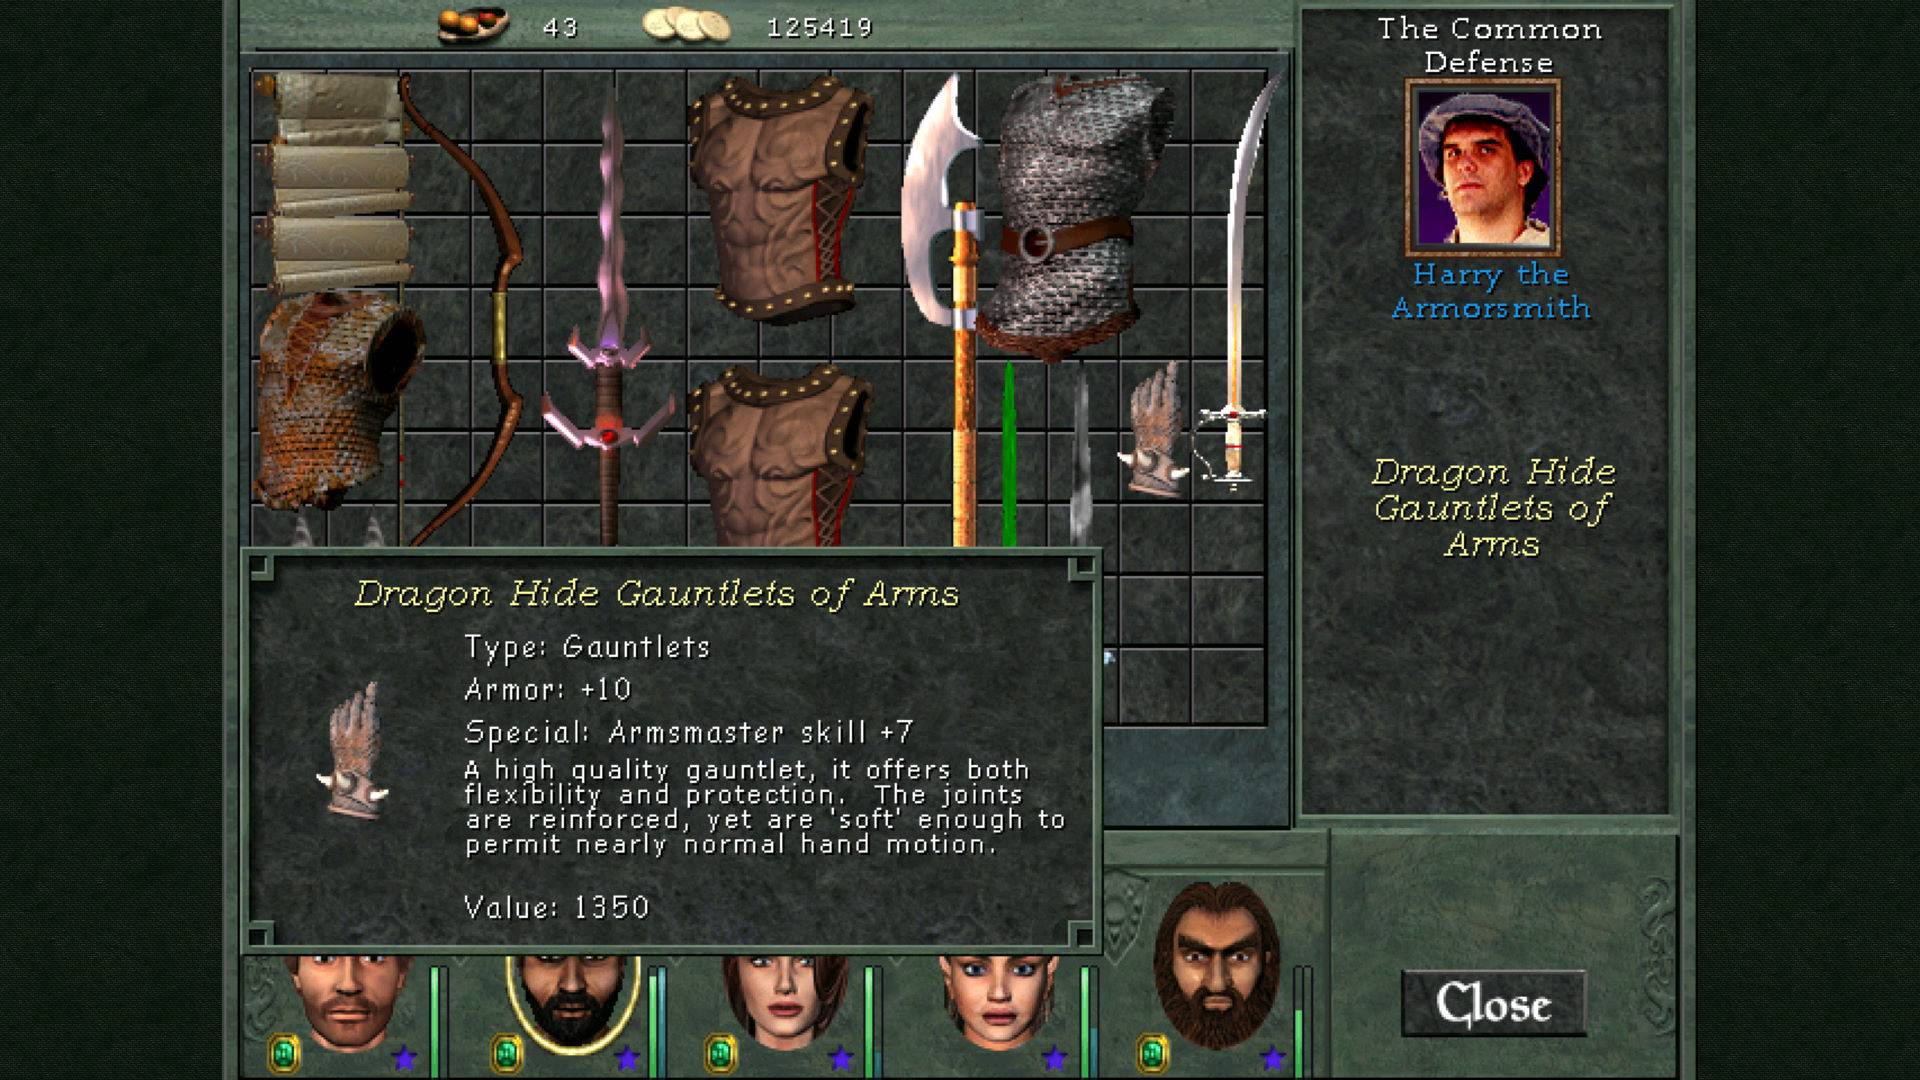 43
125419
The Common
Defense
Harry the
Armorsmith
Dragon Hide
Gauntlets of
Arms
Dragon Hide Gauntlets of Arms
Type: Gauntlets
Armor: +10
Special: Armsmaster skill +7
A high quality gauntlet, it offers both
flexibility and protection. The joints
are reinforced, yet are 'soft' enough to
permit nearly normal hand motion.
Value: 1350
Close